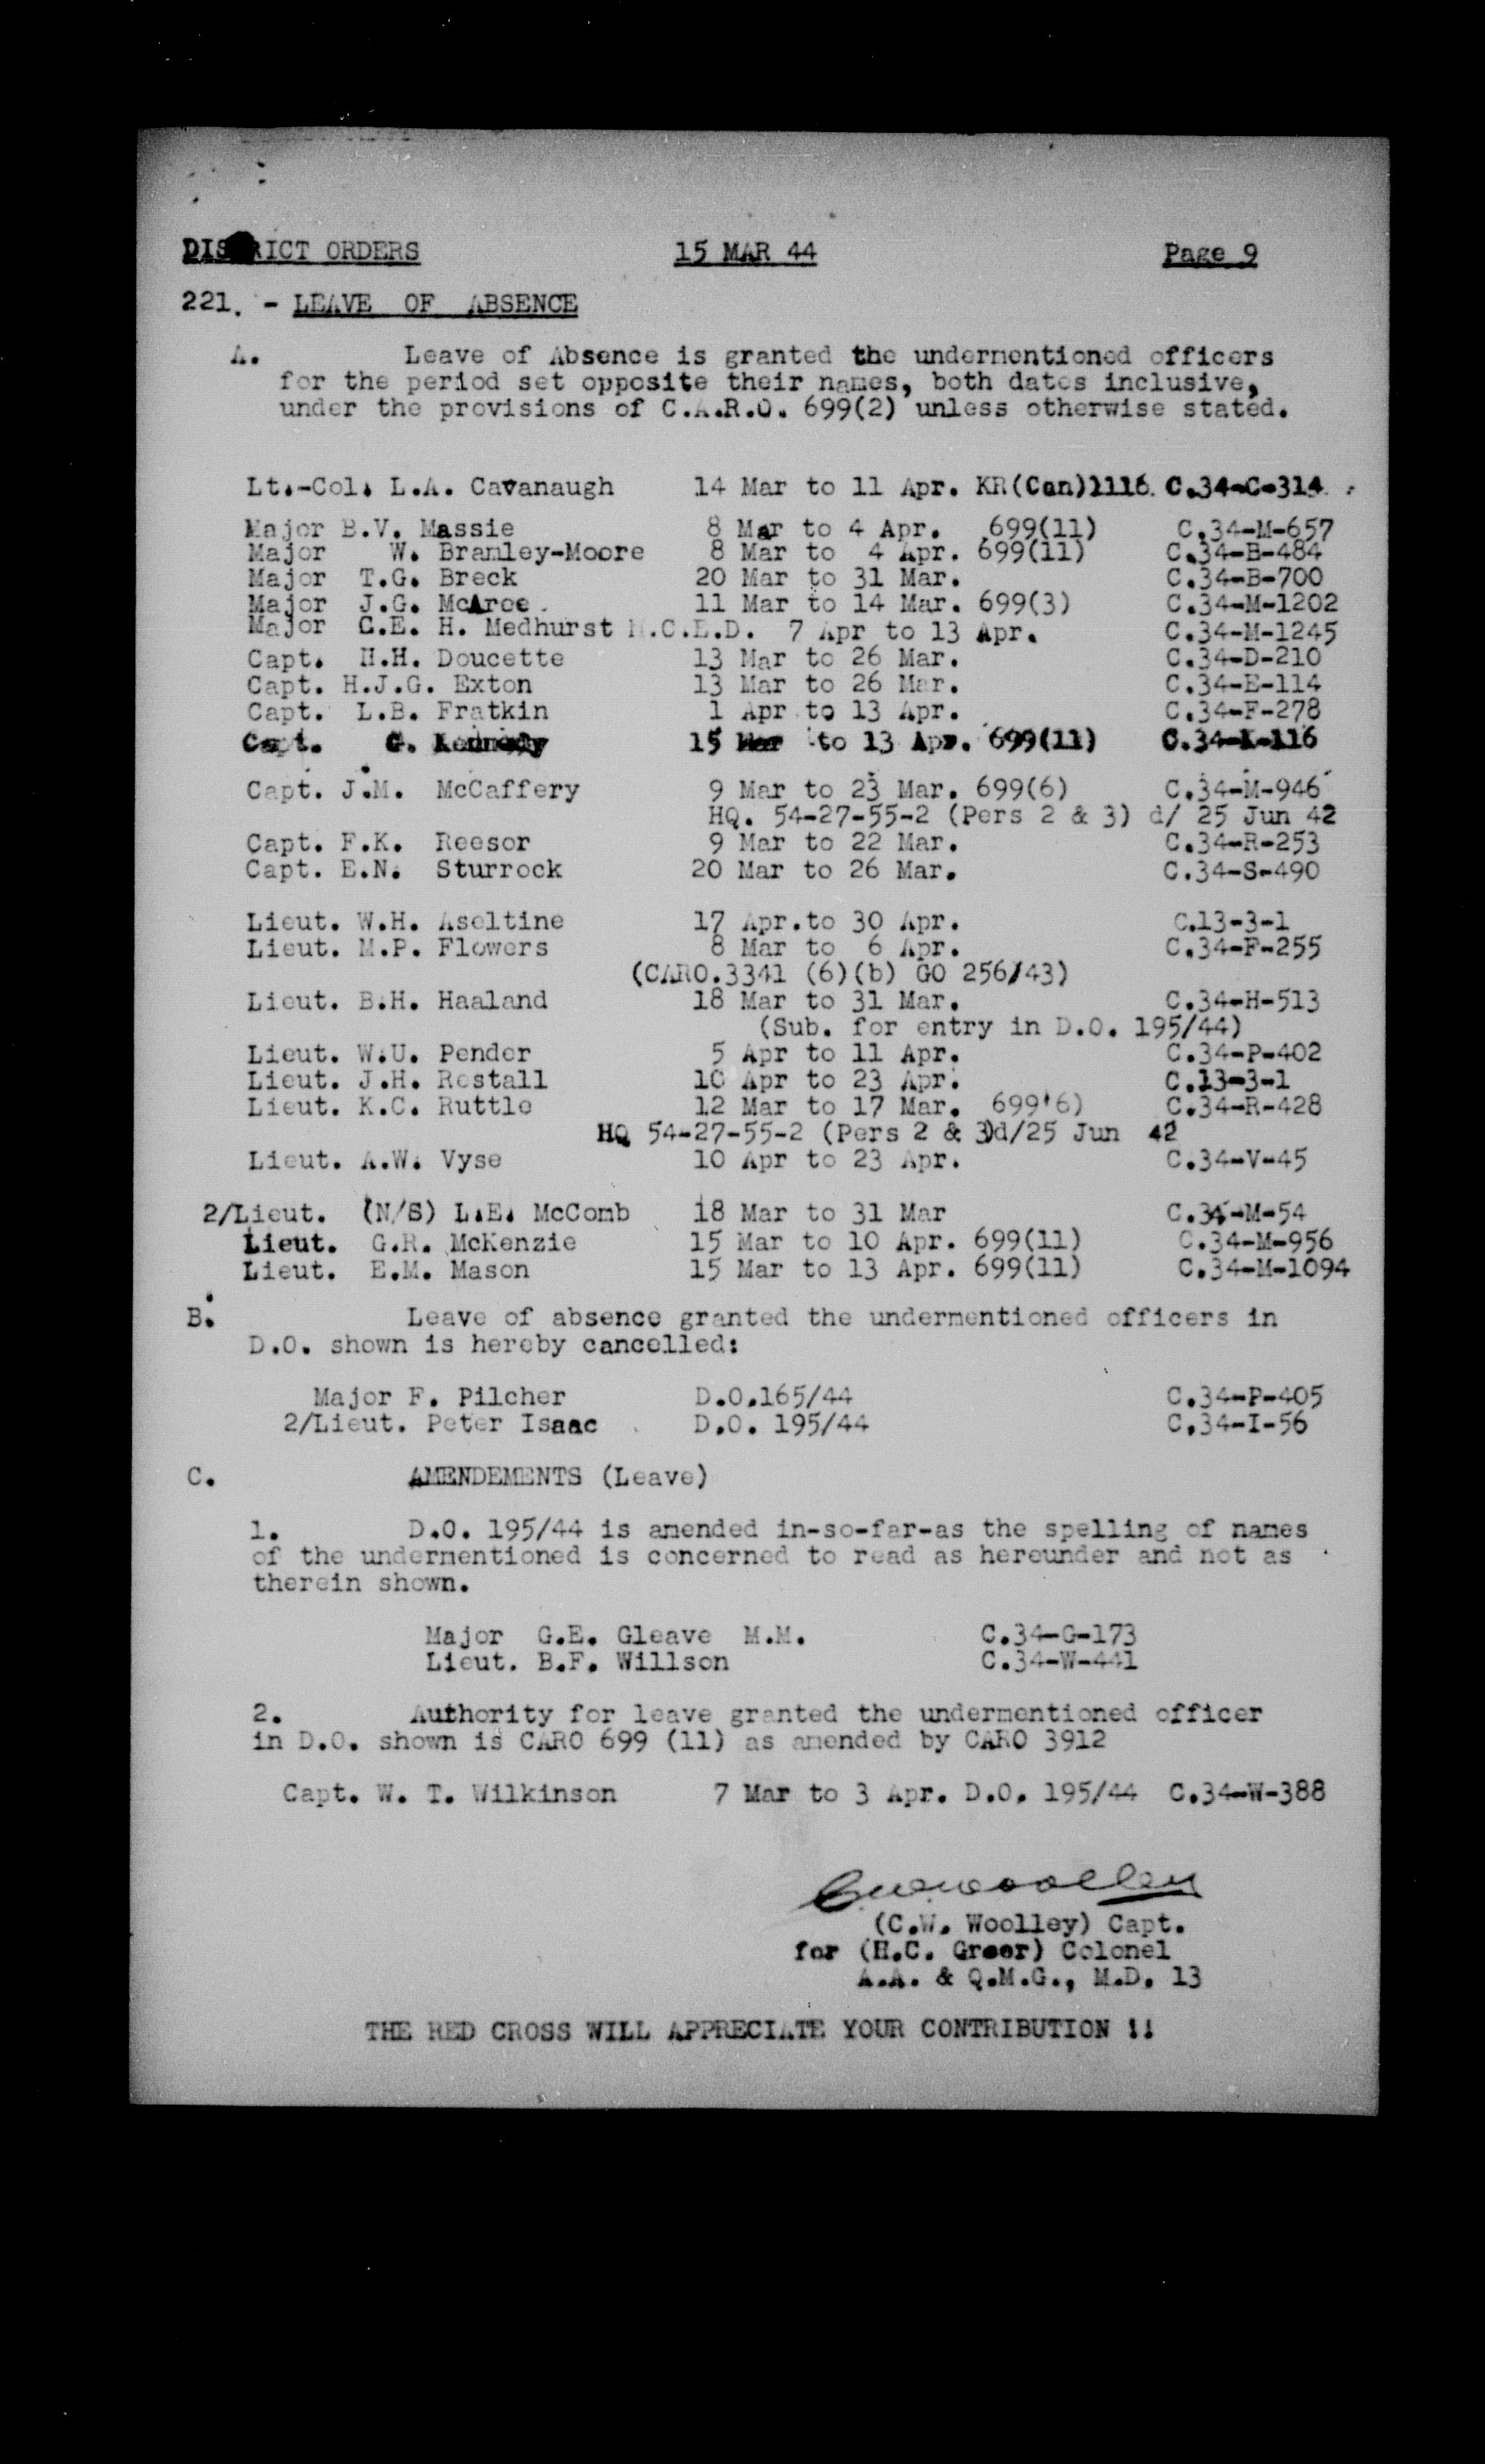 DISTRICT ORDERS 15 MAR 44 Page 9
221. - LEAVE OF ABSENCE
A. Leave of Absence is granted the undermentioned officers
for the period set opposite their names, both dates inclusive,
under the provisions of C.A.R.O. 699(2) unless otherwise stated.
Lt.-Col. L.A. Cavanaugh 14 Mar to 11 Apr. KR(Can)1116. C.34-C-314
Major B.V. Massie 8 Mar to 4 Apr. 699(11) C.34-M-657
Major W. Bramley-Moore 8 Mar to 4 Apr. 699(11) C.34-B-484
Major T.G. Breck 20 Mar to 31 Mar. C.34-B-700
Major J.G. McAree. 11 Mar to 14 Mar. 699(3) C.34-M-1202
Major C.E. H. Medhurst 7 Apr to 13 Apr. C.34-M-1245
Capt. H.H. Doucette 13 Mar to 26 Mar. C.34-D-210
Capt. H.J.G. Exton 13 Mar to 26 Mar. C.34-E-114
Capt. L.B. Fratkin 1 Apr to 13 Apr. C.34-F-278
Capt. G. Kennedy 15 Mar to 13 Apr. 699(11) C.34-K-116
Capt. J.M. McCaffery 9 Mar to 23 Mar. 699(6) C.34-M-946
HQ. 54-27-55-2 (Pers 2 & 3) d/ 25 Jun 42
Capt. F.K. Reesor 9 Mar to 22 Mar. C.34-R-253
Capt. E.N. Sturrock 20 Mar to 26 Mar. C.34-S-490
Lieut. W.H. Aseltine 17 Apr.to 30 Apr. C.13-3-1
Lieut. M.P. Flowers 8 Mar to 6 Apr. C.34-F-255
(CARO.3341 (6)(b) GO 256/43)
Lieut. B.H. Haaland 18 Mar to 31 Mar. C.34-H-513
(Sub. for entry in D.O. 195/44)
Lieut. W.U. Pender 5 Apr to 11 Apr. C.34-P-402
Lieut. J.H. Restall 10 Apr to 23 Apr. C.13-3-1
Lieut. K.C. Ruttle 12 Mar to 17 Mar. 699'6) C.34-R-428
HQ 54-27-55-2 (Pers 2 & 3)d/25 Jun 42
Lieut. A.W. Vyse 10 Apr to 23 Apr. C.34-V-45
2/Lieut. (N/S) L.E. McComb 18 Mar to 31 Mar C.34-M-54
Lieut. G.R. McKenzie 15 Mar to 10 Apr. 699(11) C.34-M-956
Lieut. E.M. Mason 15 Mar to 13 Apr. 699(11) C.34-M-1094
B. Leave of absence granted the undermentioned officers in
D.O. shown is hereby cancelled:
Major F. Pilcher D.O.165/44 C.34-P-405
2/Lieut. Peter Isaac D.O. 195/44 C.34-I-56
C. AMENDEMENTS (Leave)
1. D.O. 195/44 is amended in-so-far-as the spelling of names
of the undermentioned is concerned to read as hereunder and not as
therein shown.
Major G.E. Gleave M.M. C.34-G-173
Lieut. B.F. Willson C.34-W-441
2. Authority for leave granted the undermentioned officer
in D.O. shown is CARO 699 (11) as amended by CARO 3912
Capt. W. T. Wilkinson 7 Mar to 3 Apr. D.O. 195/44 C.34-W-388
CWWoolley
(C.W. Woolley) Capt.
for (H.C. Greer) Colonel
A.A. & Q.M.G., M.D. 13
THE RED CROSS WILL APPRECIATE YOUR CONTRIBUTION !!